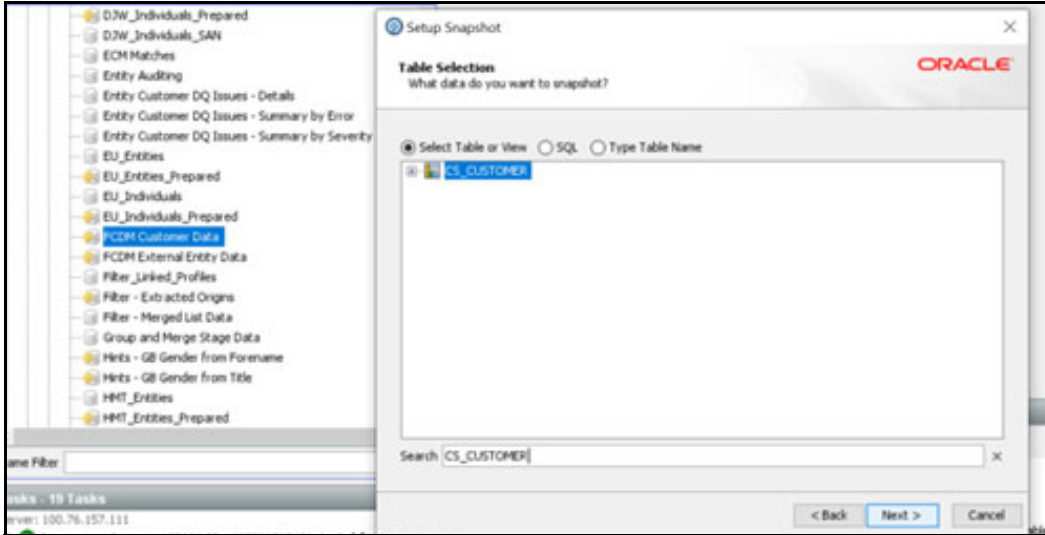 DJW_Individuals_Prepared
DJW_Individuals_SAN
ECM Matches
Entity Auditing
Entity Customer DQ Issues - Details
Entity Customer DQ Issues - Summary by Error
Entity Customer DQ Issues - Summary by Severity
EU_Entities
EU_Entities_Prepared
EU_Individuals
EU_Individuals_Prepared
FCDM Customer Data
FCDM External Entity Data
Filter_Linked_Profiles
Filter - Extracted Origins
Filter - Merged List Data
Group and Merge Stage Data
Hints - GB Gender from Forename
Hints - GB Gender from Title
HMT_Entities
HMT_Entities_Prepared
ame Filter
asks - 19 Tasks
erver: 100.76.157.111
Setup Snapshot
Table Selection
What data do you want to snapshot?
ORACLE
Select Table or View SQL Type Table Name
CS_CUSTOMER
Search CS_CUSTOMER
< Back Next > Cancel